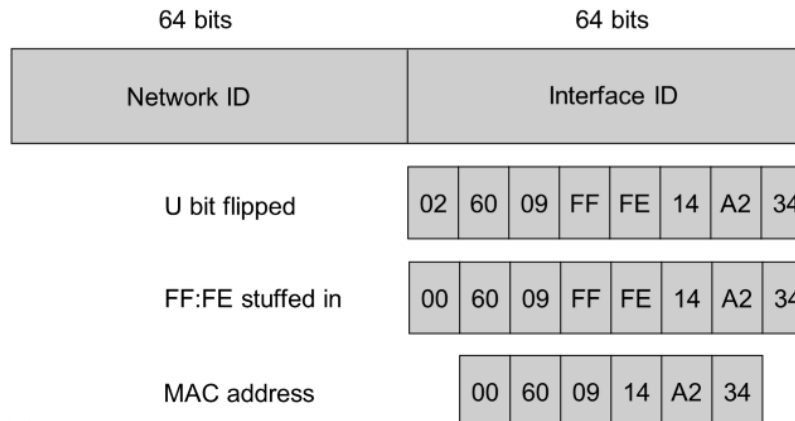 64 bits 64 bits
Network ID Interface ID
U bit flipped 02 60 09 FF FE 14 A2 34
FF:FE stuffed in 00 60 09 FF FE 14 A2 34
MAC address 00 60 09 14 A2 34